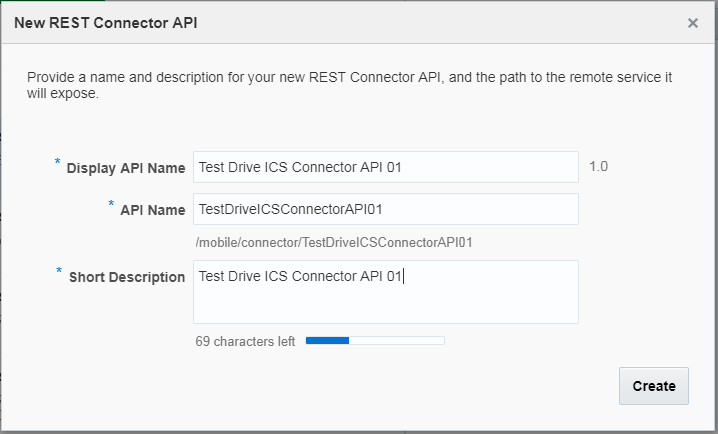 New REST Connector API
Provide a name and description for your new REST Connector API, and the path to the remote service it
will expose.
* Display API Name Test Drive ICS Connector API 01 1.0
* API Name TestDriveICSConnectorAPI01
/mobile/connector/TestDriveICSConnectorAPI01
* Short Description Test Drive ICS Connector API 01
69 characters left
Create